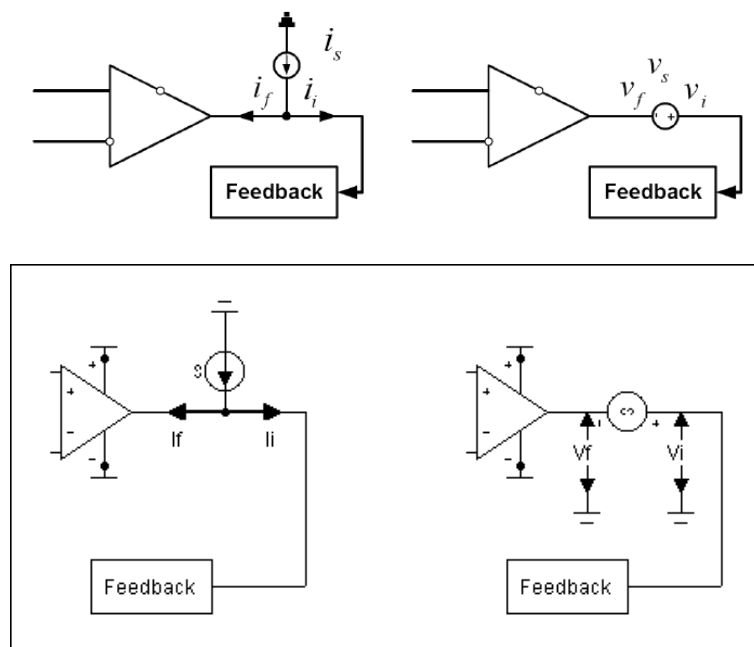 i_s
i_f i_i
Feedback
v_s
v_f v_i
- +
Feedback
S
+
+
-
-
If Ii
Feedback
+
+
-
-
- +
Vf Vi
Feedback